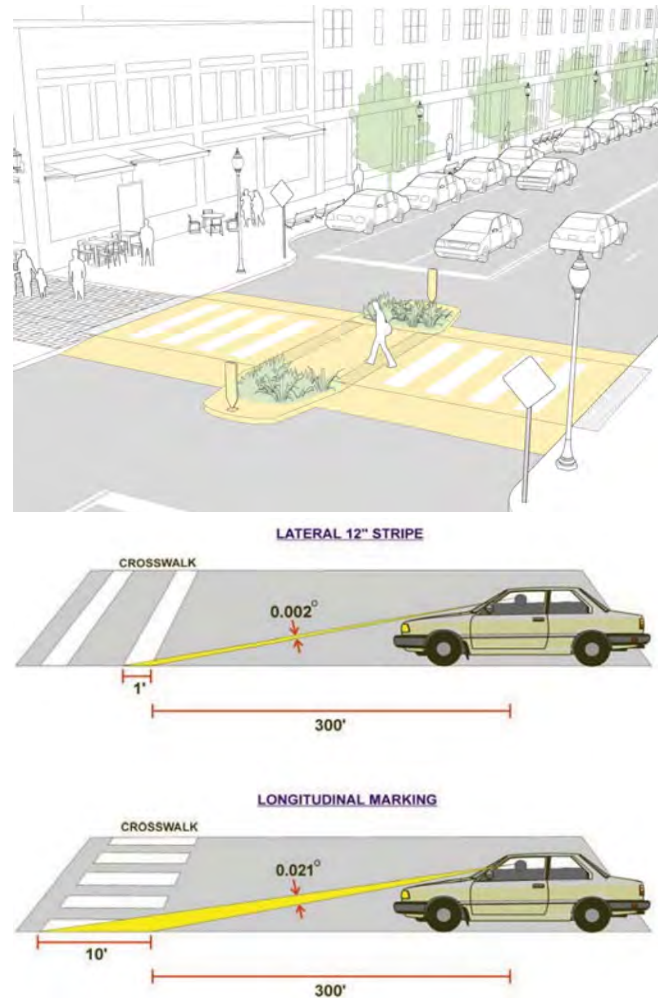 LATERAL 12" STRIPE
CROSSWALK
0.002°
1'
300'
LONGITUDINAL MARKING
CROSSWALK
0.021°
10'
300'